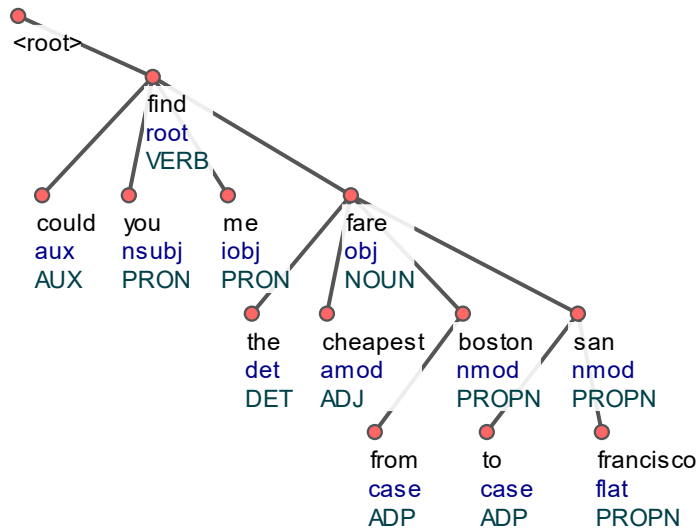 <root>
find
root
VERB
could you me fare
aux nsubj iobj obj
AUX PRON PRON NOUN
the cheapest boston san
det amod nmod nmod
DET ADJ PROPN PROPN
from to francisco
case case flat
ADP ADP PROPN